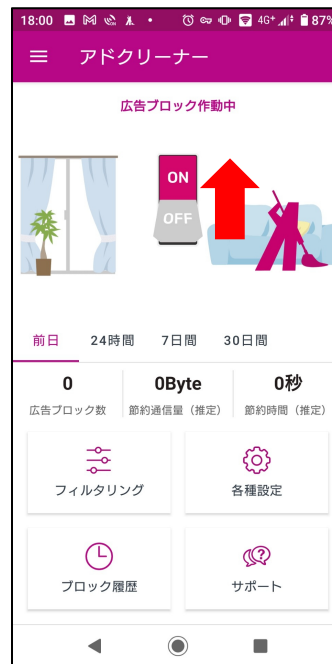 18:00 4G+ 87%
アドクリーナー
広告ブロック作動中
ON
OFF
前日 24時間 7日間 30日間
0 0Byte 0秒
広告ブロック数 節約通信量（推定） 節約時間（推定）
フィルタリング 各種設定
ブロック履歴 サポート